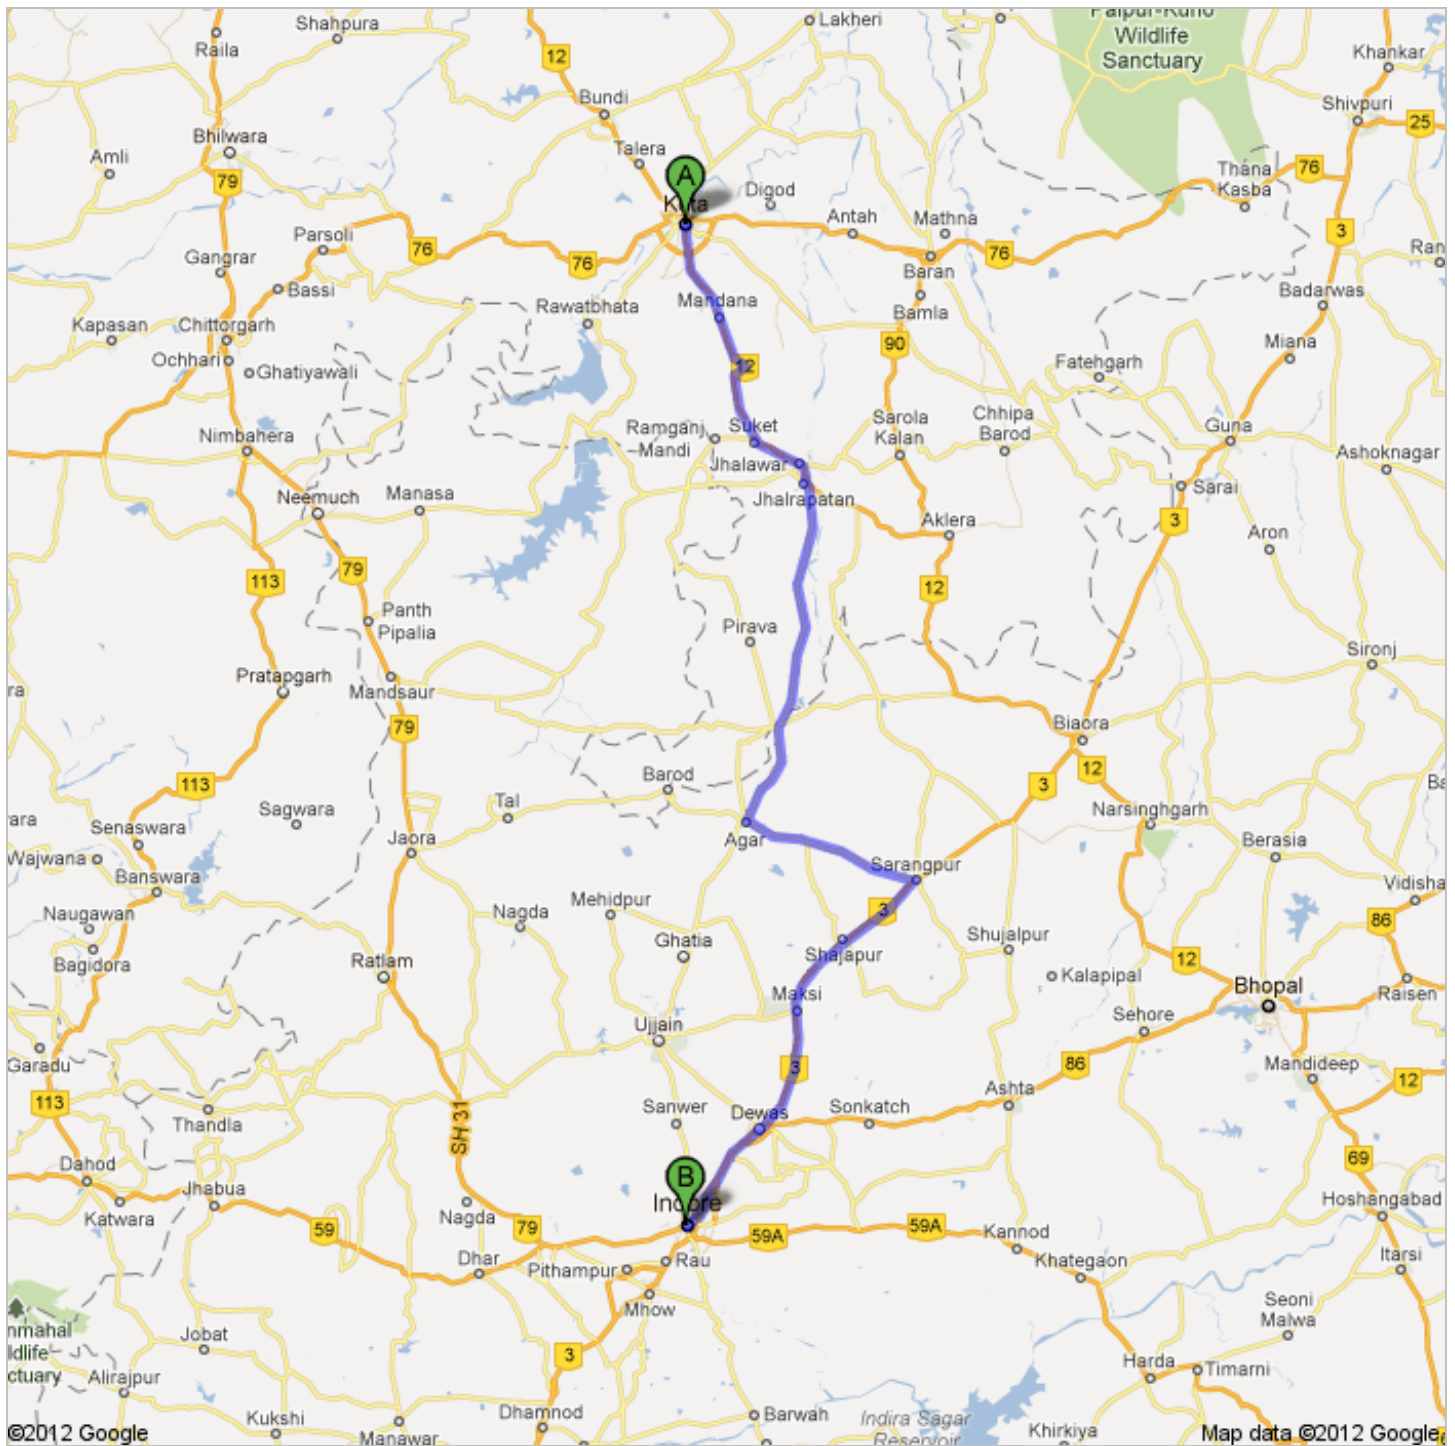 Palpur-Kuno
Wildlife
Sanctuary
Lakheri
Shahpura
Raila
12
Khankar
Bundi
Shivpuri
25
Bhilwara
Talera
Amli
79
A
Kota
Digod
Thana
Kasba
76
Antah
Mathna
Parsoli
76
76
76
3
Gangrar
Baran
Bassi
Mandana
Rawatbhata
Bamla
Badarwas
Kapasan
Chittorgarh
Ochhari
Ghatiyawali
90
Miana
12
Fatehgarh
Nimbahera
Ramganj
Mandi
Suket
Sarola
Kalan
Chhipa
Barod
Guna
Jhalawar
Ashoknagar
Neemuch
Manasa
Jhalrapatan
Sarai
Aklera
3
Aron
113
79
12
Panth
Pipalia
Pirava
Sironj
Pratapgarh
Mandsaur
79
Biaora
113
Barod
3
12
Sagwara
Tal
Narsinghgarh
Senaswara
Jaora
Agar
Berasia
Wajwana
Banswara
Sarangpur
Vidisha
Naugawan
Nagda
Mehidpur
3
86
Bagidora
Ghatia
Shajapur
Shujalpur
12
Ratlam
Kalapipal
Bhopal
Raisen
Maksi
Ujjain
Sehore
Garadu
3
86
Mandideep
12
113
Sanwer
Dewas
Sonkatch
Ashta
Thandla
SH 31
Dahod
69
B
Jhabua
Indore
Hoshangabad
Katwara
Nagda
59
79
59A
59A
Kannod
Dhar
Pithampur
Rau
Khategaon
Itarsi
Mhow
Seoni
Malwa
Jobat
3
Harda
Timarni
Alirajpur
Kukshi
Dhamnod
Barwah
Indira Sagar
Reservoir
Manawar
Khirkiya
©2012 Google
Map data ©2012 Google